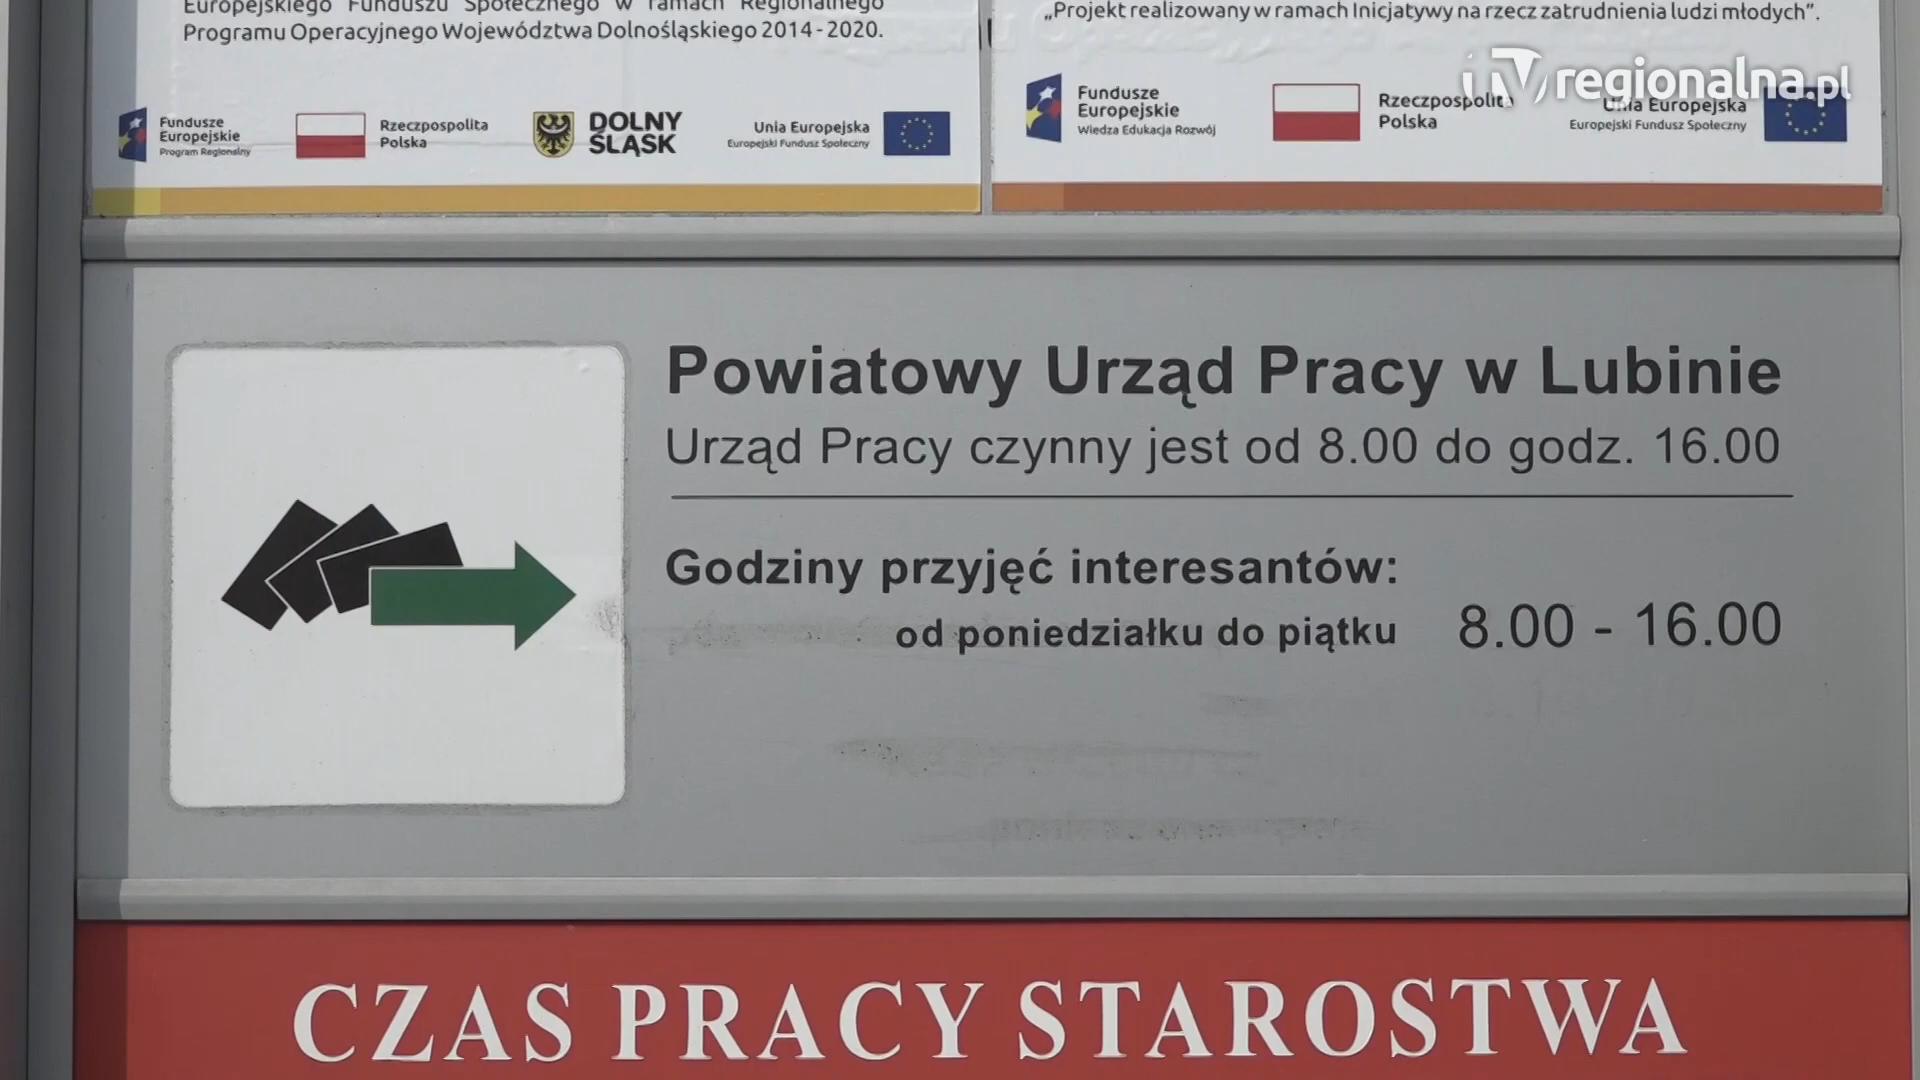 Europejskiego Funduszu Społecznego w ramach Regionalnego
Programu Operacyjnego Województwa Dolnośląskiego 2014-2020.
Fundusze
Europejskie
Program Regionalny
Rzeczpospolita
Polska
DOLNY
ŚLĄSK
Unia Europejska
Europejski Fundusz Społeczny
„Projekt realizowany w ramach Inicjatywy na rzecz zatrudnienia ludzi młodych”.
Fundusze
Europejskie
Wiedza Edukacja Rozwój
Rzeczpospolita
Polska
Unia Europejska
Europejski Fundusz Społeczny
TV regionalna.pl
Powiatowy Urząd Pracy w Lubinie
Urząd Pracy czynny jest od 8.00 do godz. 16.00
Godziny przyjęć interesantów:
od poniedziałku do piątku 8.00 - 16.00
CZAS PRACY STAROSTWA